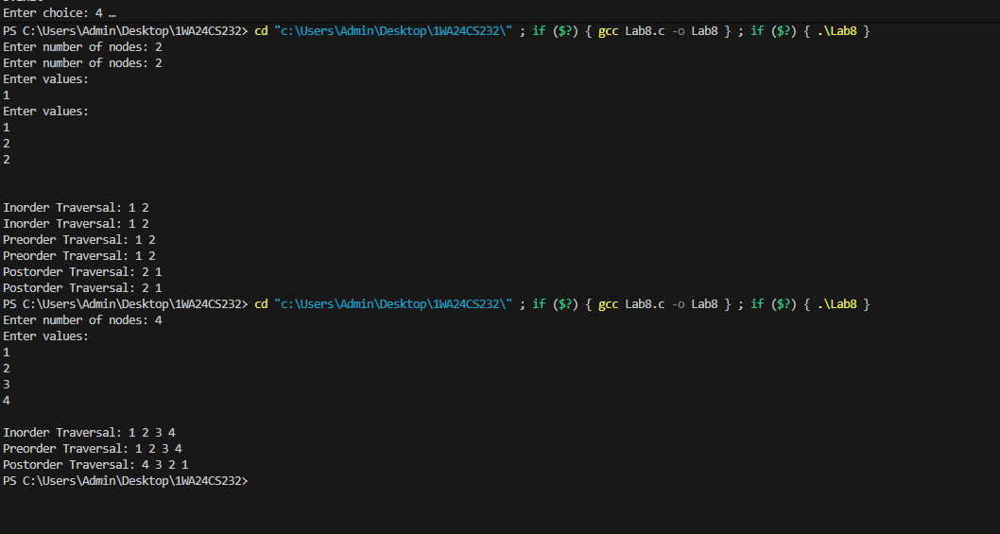 Enter choice: 4 …
PS C:\Users\Admin\Desktop\1WA24CS232> cd "c:\Users\Admin\Desktop\1WA24CS232\" ; if ($?) { gcc Lab8.c -o Lab8 } ; if ($?) { .\Lab8 }
Enter number of nodes: 2
Enter number of nodes: 2
Enter values:
1
Enter values:
1
2
2
Inorder Traversal: 1 2
Inorder Traversal: 1 2
Preorder Traversal: 1 2
Preorder Traversal: 1 2
Postorder Traversal: 2 1
Postorder Traversal: 2 1
PS C:\Users\Admin\Desktop\1WA24CS232> cd "c:\Users\Admin\Desktop\1WA24CS232\" ; if ($?) { gcc Lab8.c -o Lab8 } ; if ($?) { .\Lab8 }
Enter number of nodes: 4
Enter values:
1
2
3
4
Inorder Traversal: 1 2 3 4
Preorder Traversal: 1 2 3 4
Postorder Traversal: 4 3 2 1
PS C:\Users\Admin\Desktop\1WA24CS232>